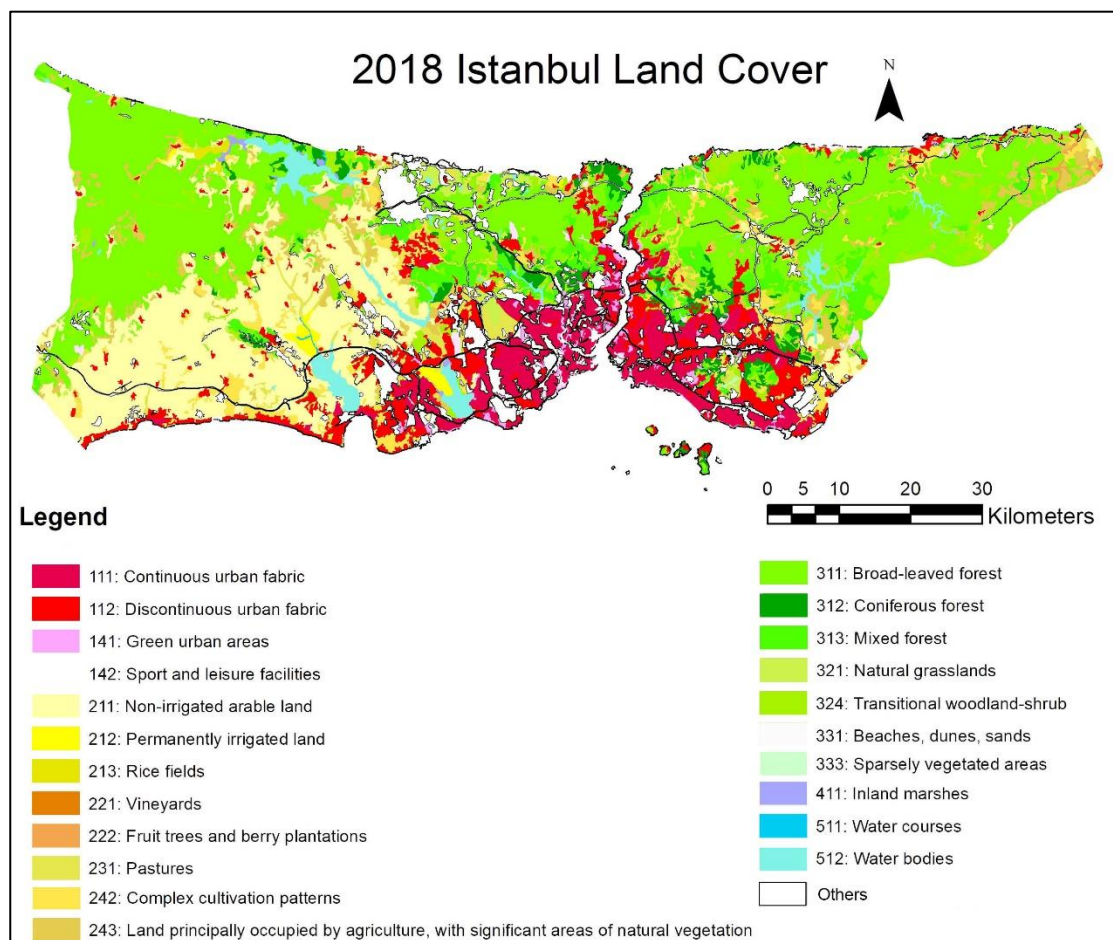 2018 Istanbul Land Cover
N
0 5 10 20 30
Kilometers
Legend
111: Continuous urban fabric
112: Discontinuous urban fabric
141: Green urban areas
142: Sport and leisure facilities
211: Non-irrigated arable land
212: Permanently irrigated land
213: Rice fields
221: Vineyards
222: Fruit trees and berry plantations
231: Pastures
242: Complex cultivation patterns
243: Land principally occupied by agriculture, with significant areas of natural vegetation
311: Broad-leaved forest
312: Coniferous forest
313: Mixed forest
321: Natural grasslands
324: Transitional woodland-shrub
331: Beaches, dunes, sands
333: Sparsely vegetated areas
411: Inland marshes
511: Water courses
512: Water bodies
Others